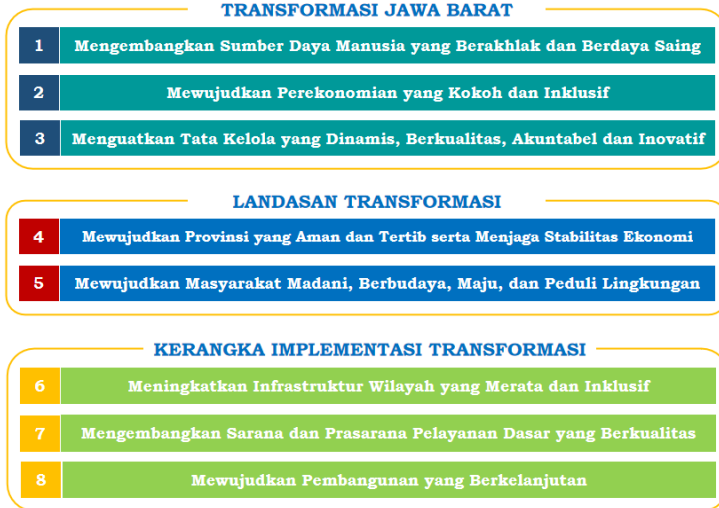 TRANSFORMASI JAWA BARAT
1 Mengembangkan Sumber Daya Manusia yang Berakhlak dan Berdaya Saing
2 Mewujudkan Perekonomian yang Kokoh dan Inklusif
3 Menguatkan Tata Kelola yang Dinamis, Berkualitas, Akuntabel dan Inovatif
LANDASAN TRANSFORMASI
4 Mewujudkan Provinsi yang Aman dan Tertib serta Menjaga Stabilitas Ekonomi
5 Mewujudkan Masyarakat Madani, Berbudaya, Maju, dan Peduli Lingkungan
KERANGKA IMPLEMENTASI TRANSFORMASI
6 Meningkatkan Infrastruktur Wilayah yang Merata dan Inklusif
7 Mengembangkan Sarana dan Prasarana Pelayanan Dasar yang Berkualitas
8 Mewujudkan Pembangunan yang Berkelanjutan